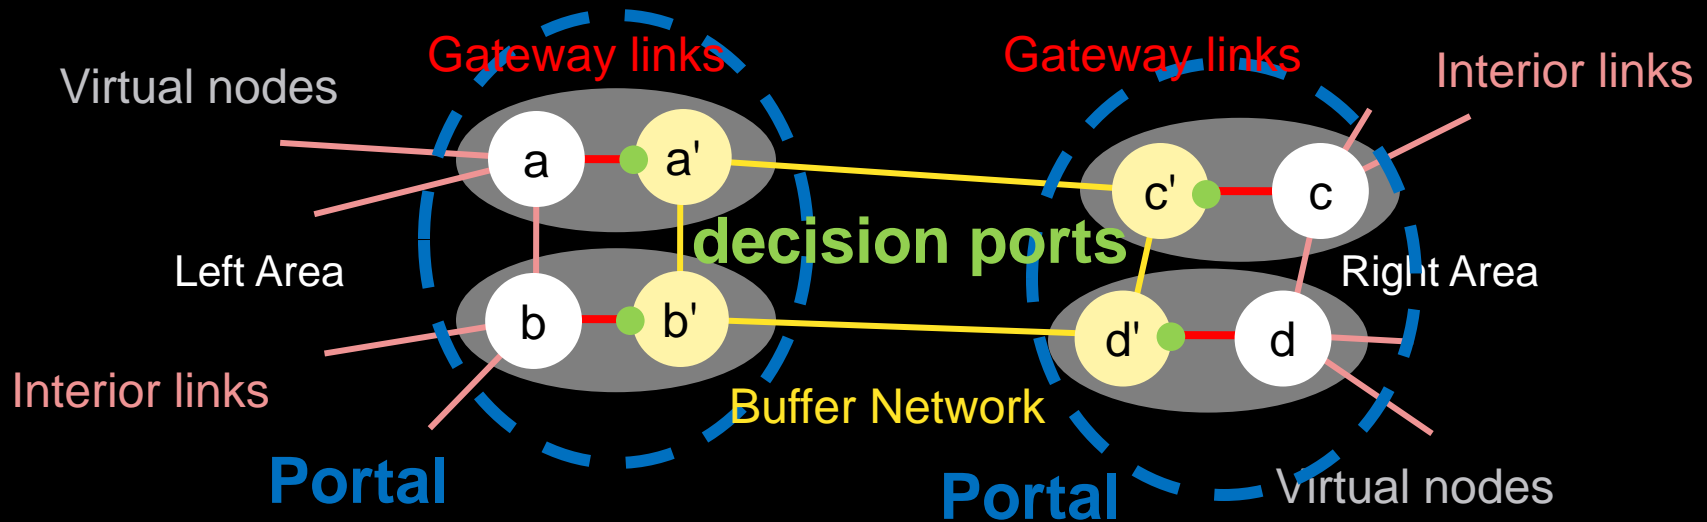 Gateway links
Gateway links
Interior links
Virtual nodes
a
a'
c'
c
decision ports
Left Area
Right Area
b
b'
d'
d
Interior links
Buffer Network
Portal
Portal
Virtual nodes